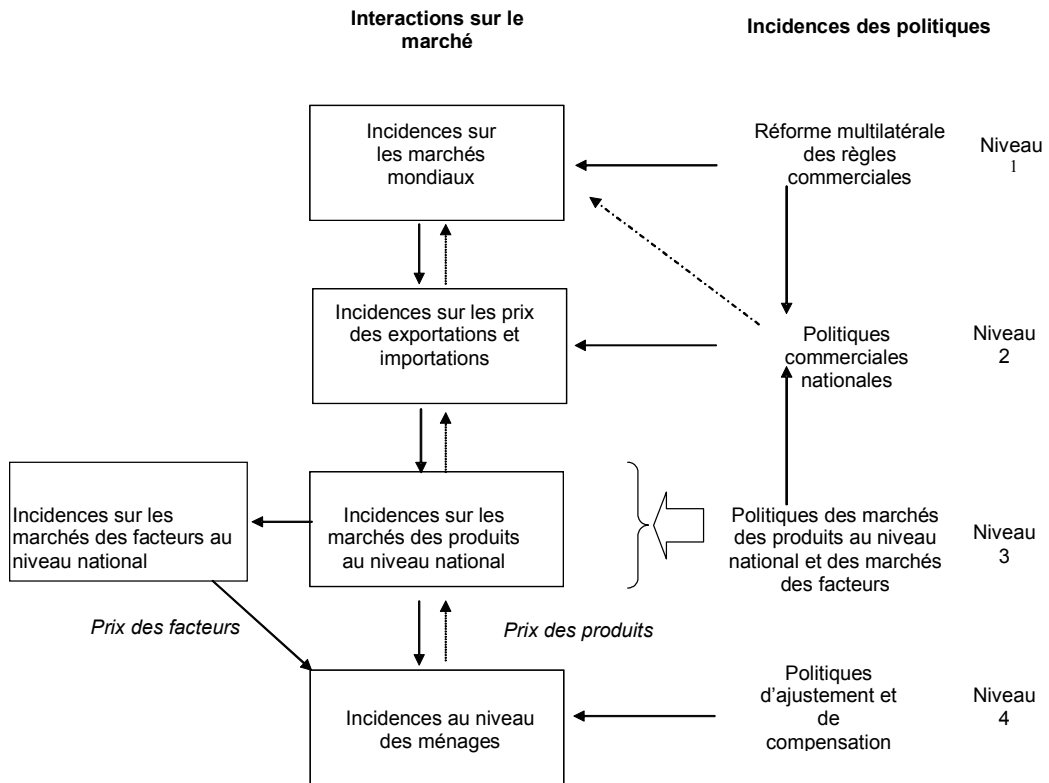 Interactions sur le
marché
Incidences des politiques
Incidences sur
les marchés
mondiaux
Réforme multilatérale
des règles
commerciales
Niveau
1
Incidences sur les prix
des exportations et
importations
Politiques
commerciales
nationales
Niveau
2
Incidences sur les
marchés des facteurs au
niveau national
Incidences sur les
marchés des produits
au niveau national
Politiques des marchés
des produits au niveau
national et des marchés
des facteurs
Niveau
3
Prix des facteurs
Prix des produits
Incidences au niveau
des ménages
Politiques
d'ajustement et
de
compensation
Niveau
4